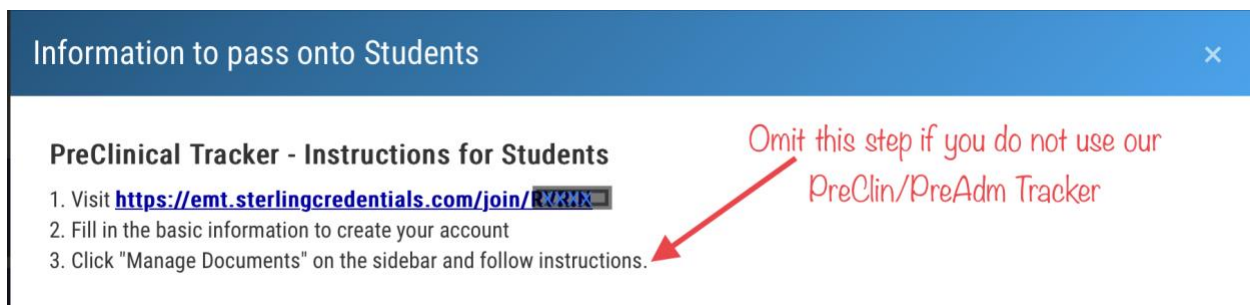 Information to pass onto Students
×
PreClinical Tracker - Instructions for Students
Omit this step if you do not use our
PreClin/PreAdm Tracker
1. Visit https://emt.sterlingcredentials.com/join/
2. Fill in the basic information to create your account
3. Click "Manage Documents" on the sidebar and follow instructions.